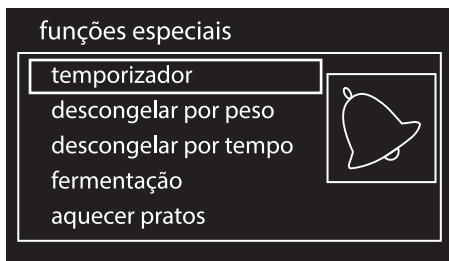 funções especiais
temporizador
descongelar por peso
descongelar por tempo
fermentação
aquecer pratos